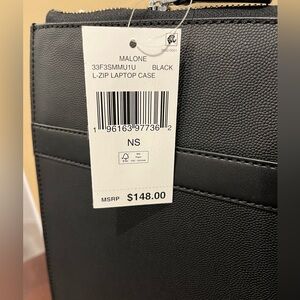 MALONE
33F3SMMU1U BLACK
L-ZIP LAPTOP CASE
1 96163 97736 2
NS
MSRP $148.00